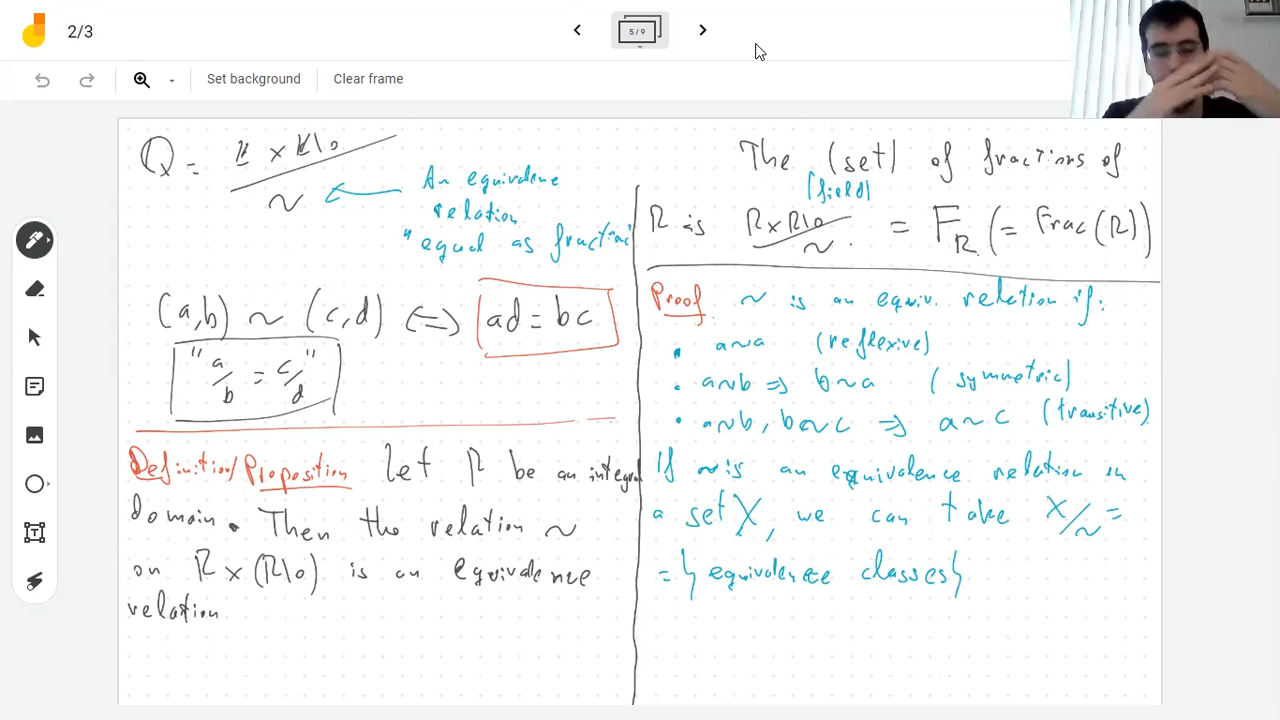 2/3
5/9
Set background
Clear frame
Q = ℤ × ℤ\0
~
An equivalence
relation
"equal as fractions"
(a,b) ~ (c,d) ⇔ ad = bc
"a/b = c/d"
Definition/Proposition Let R be an integral
domain. Then the relation ~
on R × (R\0) is an equivalence
relation
The (set) of fractions of
(field)
R is R×R\0 / ~ = F_R (= Frac(R))
Proof ~ is an equiv. relation if:
· a~a (reflexive)
· a~b ⇒ b~a (symmetric)
· a~b, b~c ⇒ a~c (transitive)
If ~ is an equivalence relation in
a set X, we can take X/~ =
= { equivalence classes}